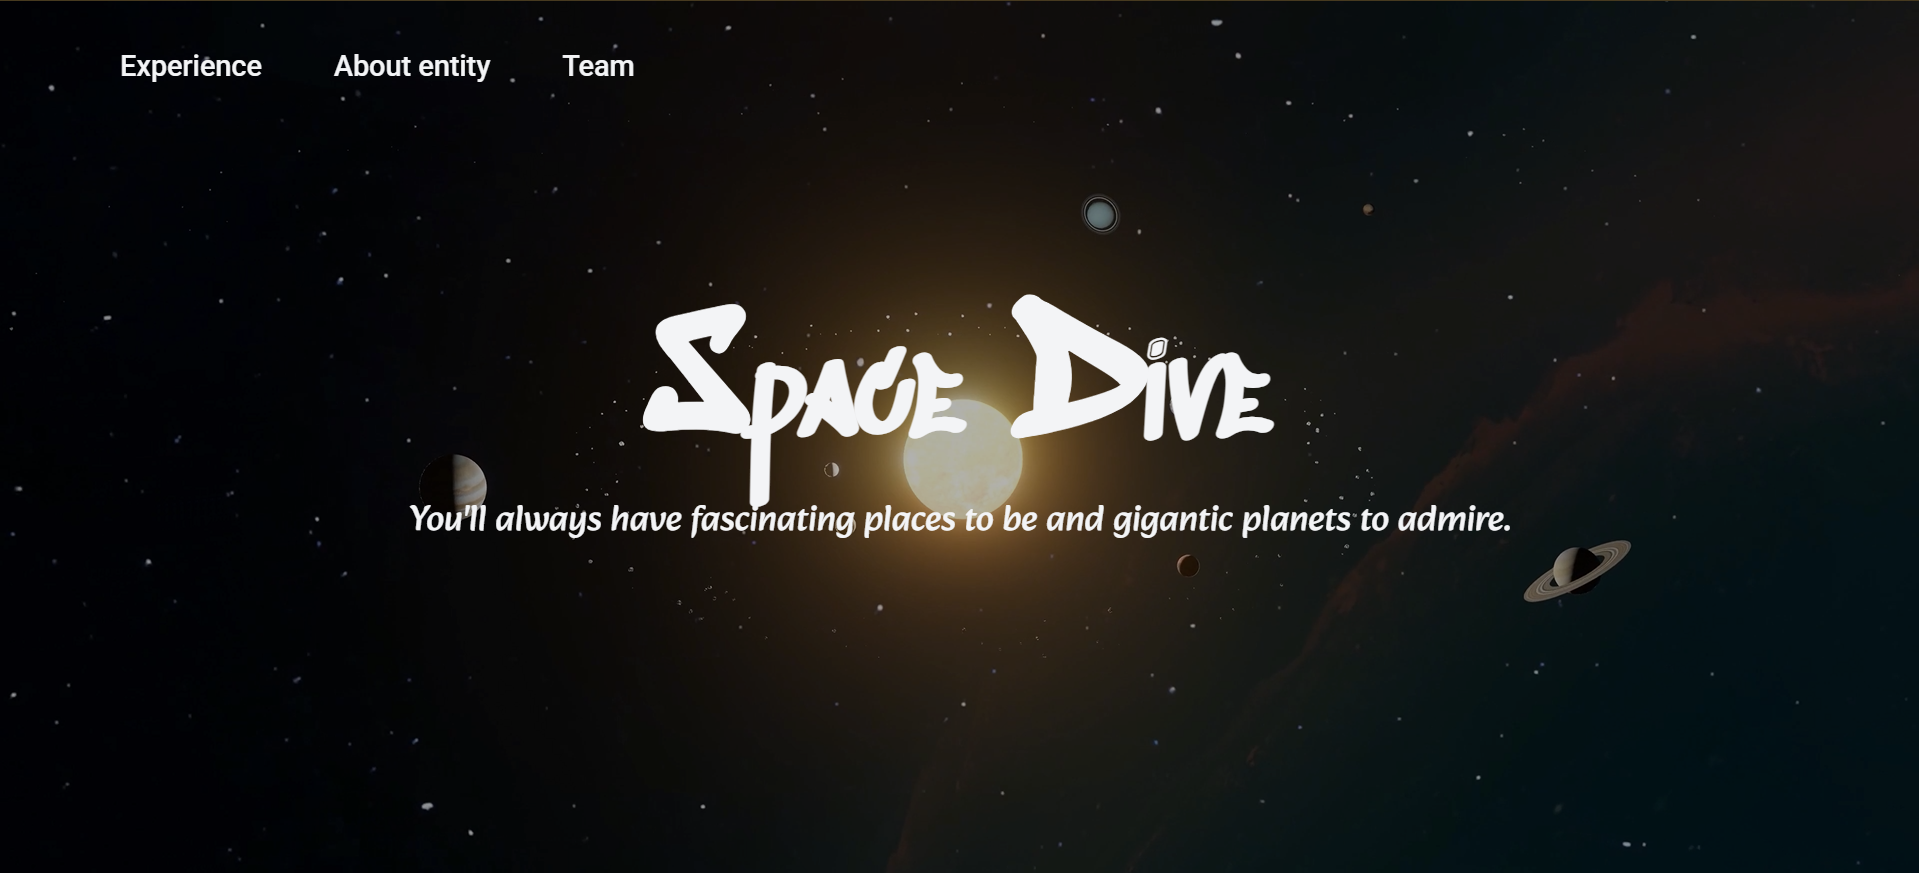 Experience About entity Team
Space Dive
You'll always have fascinating places to be and gigantic planets to admire.